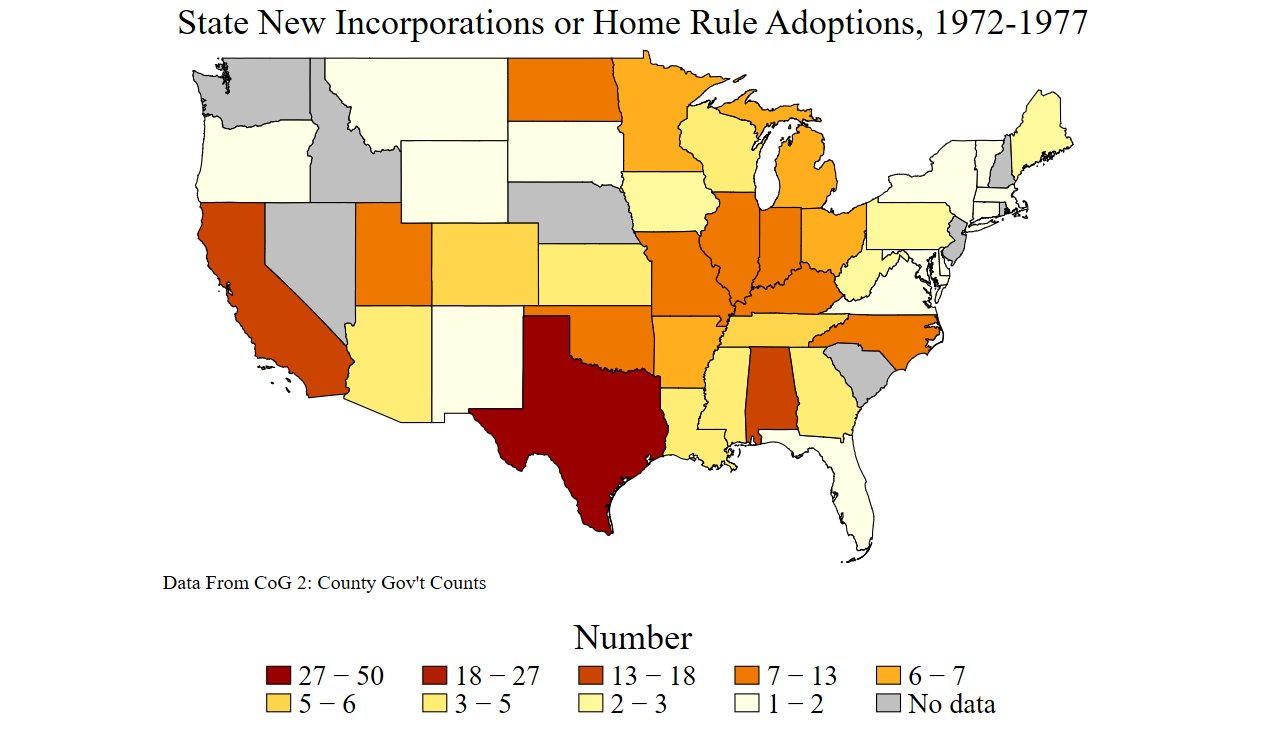 State New Incorporations or Home Rule Adoptions, 1972-1977
Data From CoG 2: County Gov't Counts
Number
27 − 50 18 − 27 13 − 18 7 − 13 6 − 7
5 − 6 3 − 5 2 − 3 1 − 2 No data